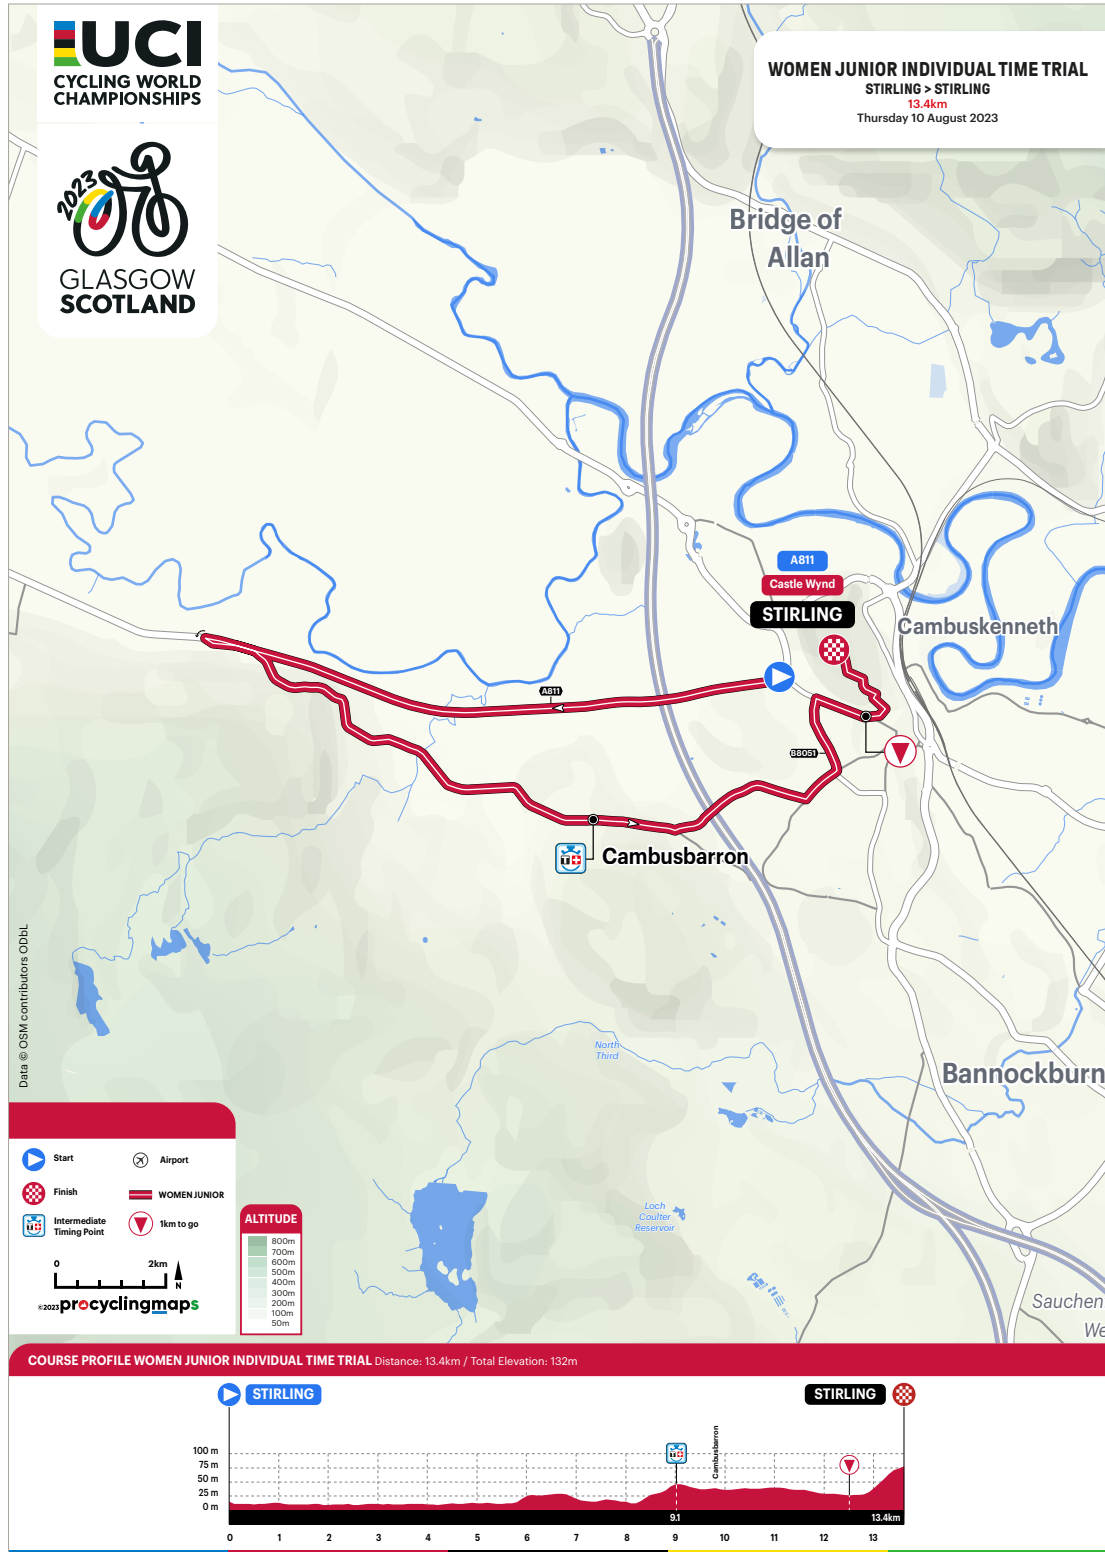 UCI
CYCLING WORLD
CHAMPIONSHIPS
2023
GLASGOW
SCOTLAND
WOMEN JUNIOR INDIVIDUAL TIME TRIAL
STIRLING > STIRLING
13.4km
Thursday 10 August 2023
Bridge of
Allan
A811
Castle Wynd
STIRLING
Cambuskenneth
A811
B8051
Cambusbarron
Data © OSM contributors ODbL
North
Third
Bannockburn
Loch
Coulter
Reservoir
Sauchen
We
Start
Airport
Finish
WOMEN JUNIOR
Intermediate
Timing Point
1km to go
0 2km
N
©2023 procyclingmaps
ALTITUDE
800m
700m
600m
500m
400m
300m
200m
100m
50m
COURSE PROFILE WOMEN JUNIOR INDIVIDUAL TIME TRIAL Distance: 13.4km / Total Elevation: 132m
STIRLING STIRLING
Cambusbarron
100 m
75 m
50 m
25 m
0 m
9.1 13.4km
0 1 2 3 4 5 6 7 8 9 10 11 12 13